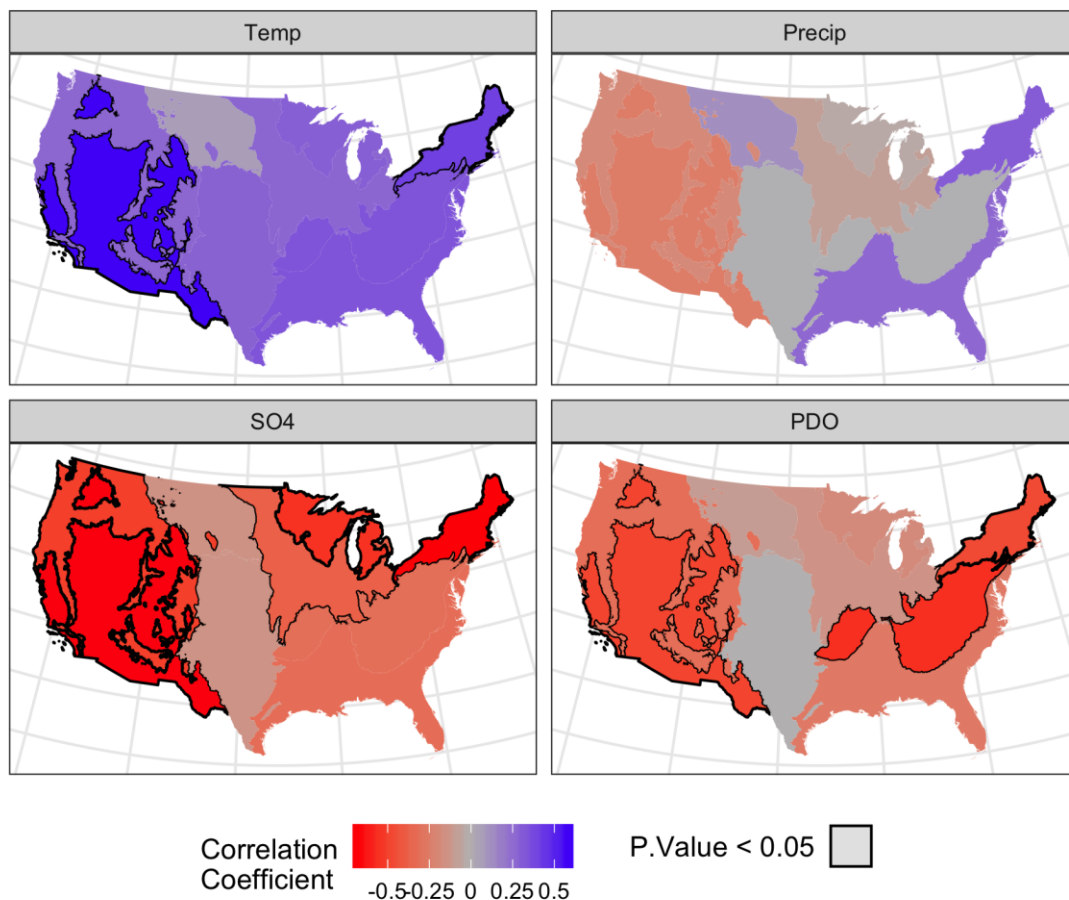 Temp
Precip
SO4
PDO
Correlation
Coefficient
-0.5-0.25 0 0.25 0.5
P.Value < 0.05